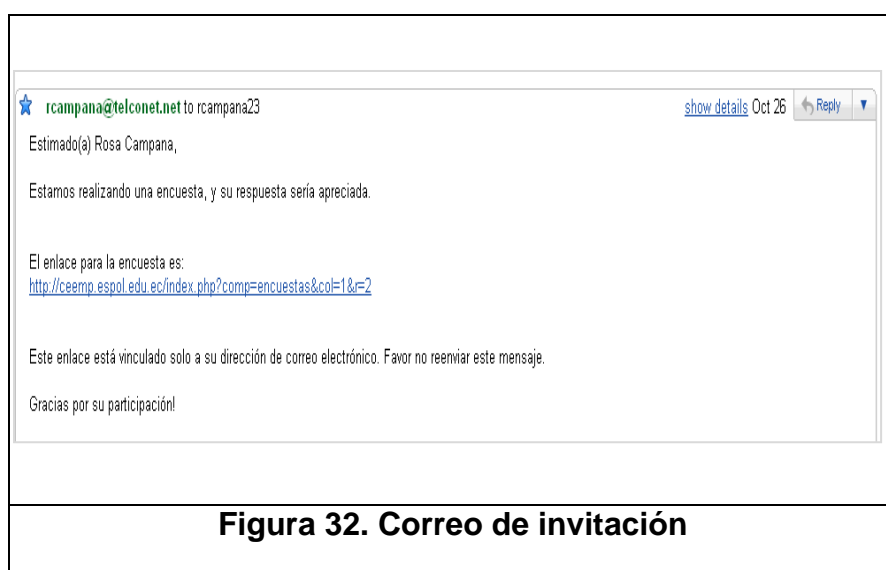 rcampana@telconet.net to rcampana23 show details Oct 26 Reply
Estimado(a) Rosa Campana,
Estamos realizando una encuesta, y su respuesta sería apreciada.
El enlace para la encuesta es:
http://ceemp.espol.edu.ec/index.php?comp=encuestas&col=1&r=2
Este enlace está vinculado solo a su dirección de correo electrónico. Favor no reenviar este mensaje.
Gracias por su participación!
Figura 32. Correo de invitación